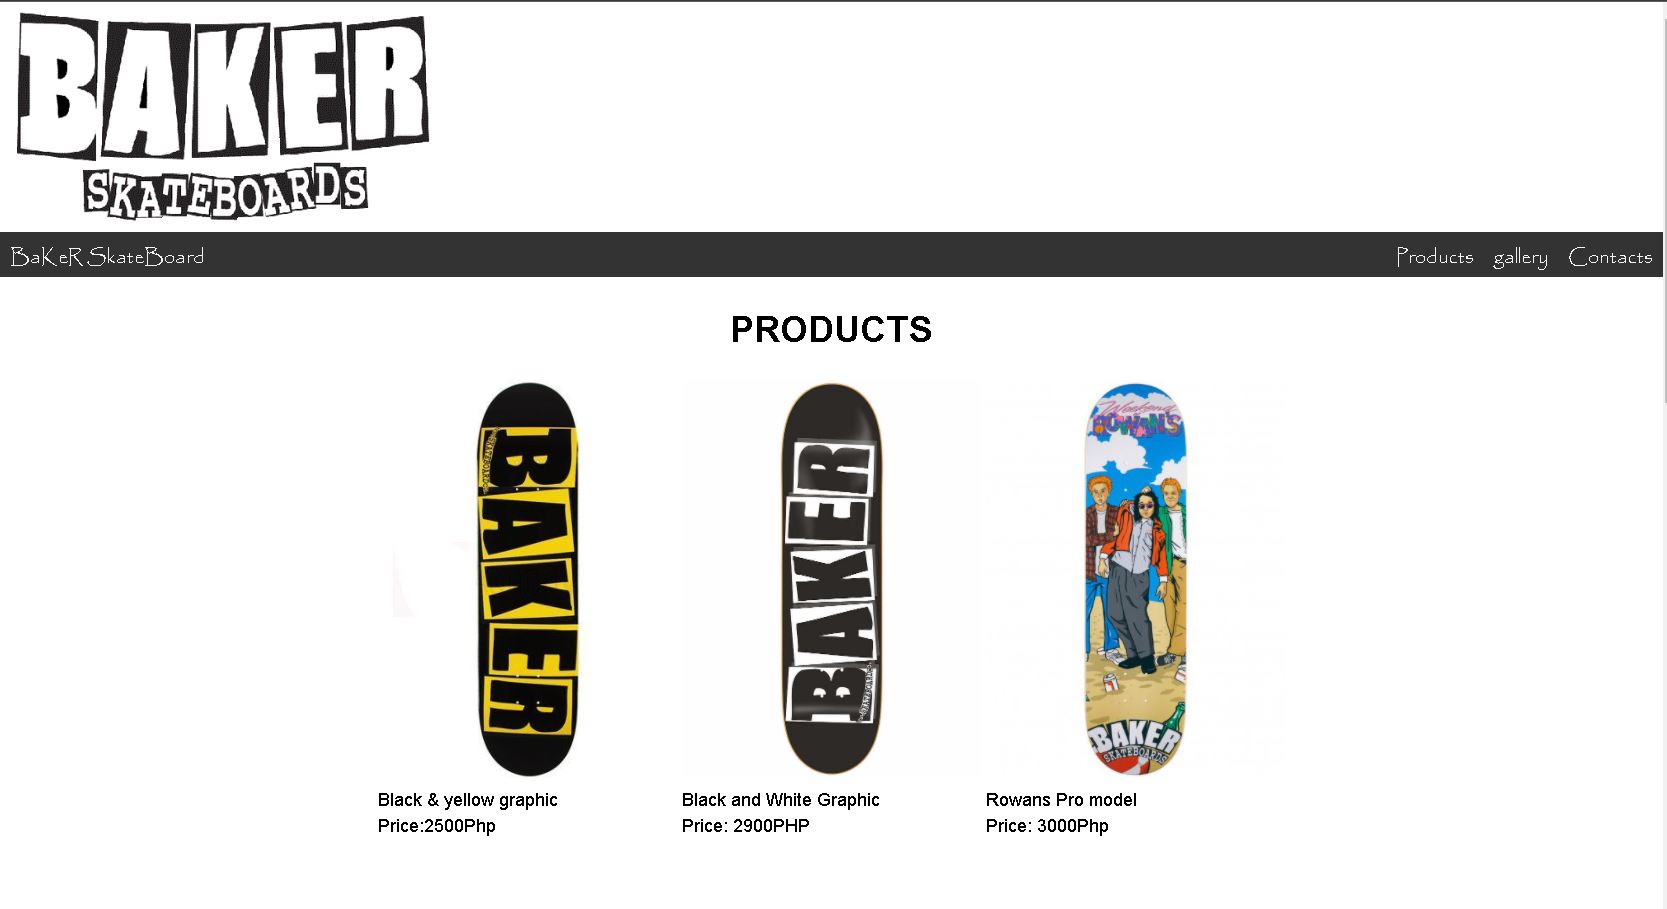 BAKER
SKATEBOARDS
BaKeR SkateBoard
Products gallery Contacts
PRODUCTS
BAKER
BAKER
Weekend
ROWAN'S
BAKER
SKATEBOARDS
Black & yellow graphic
Price:2500Php
Black and White Graphic
Price: 2900PHP
Rowans Pro model
Price: 3000Php